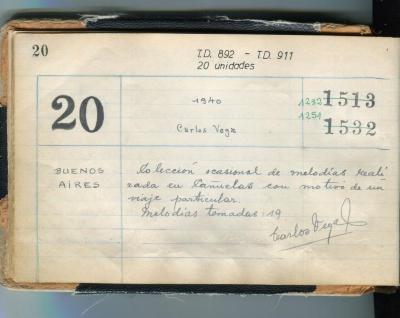 20
T.D. 892 - T.D. 911
20 unidades
20
1940
Carlos Vega
1232 1513
1251 1532
BUENOS
AIRES
Colección ocasional de melodías reali
zada en Cañuelas con motivo de un
viaje particular.
Melodías tomadas: 19
Carlos Vega